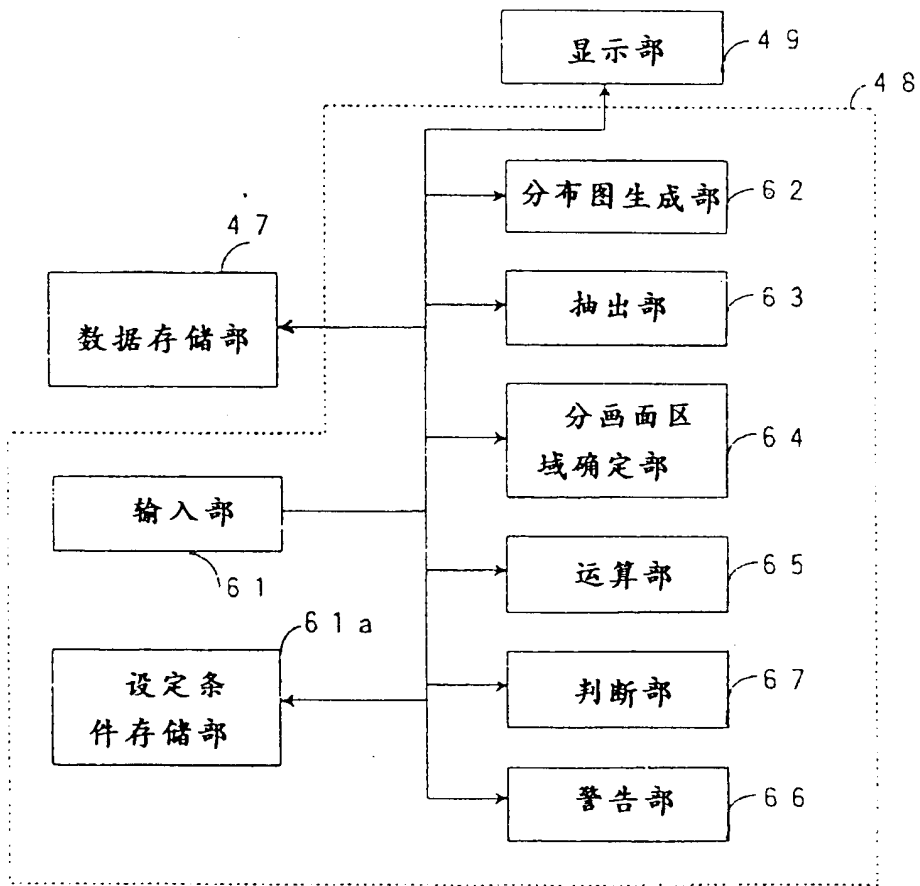 显示部
49
48
分布图生成部
62
47
数据存储部
抽出部
63
分画面区
域确定部
64
输入部
61
运算部
65
61a
设定条
件存储部
判断部
67
警告部
66